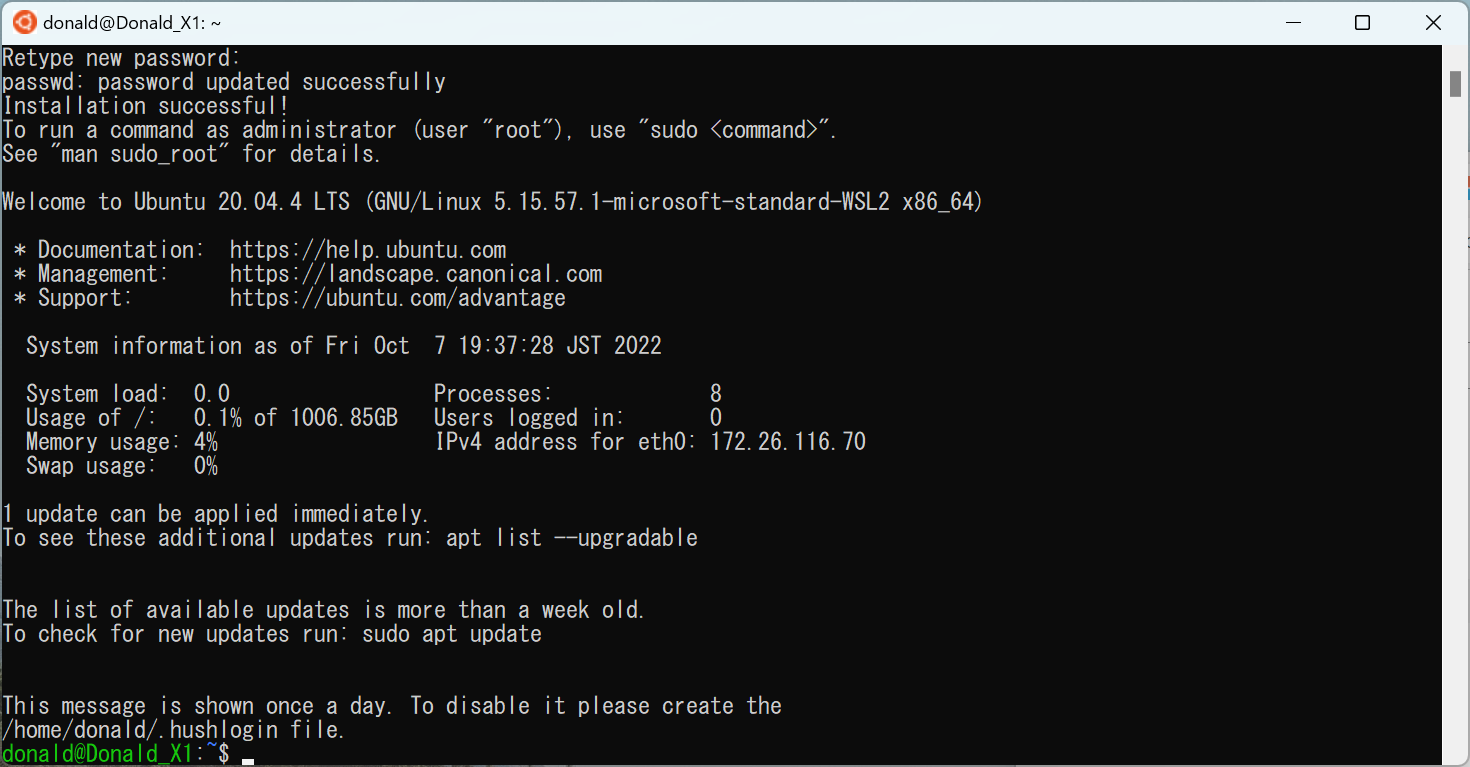 donald@Donald_X1: ~
Retype new password:
passwd: password updated successfully
Installation successful!
To run a command as administrator (user "root"), use "sudo <command>".
See "man sudo_root" for details.
Welcome to Ubuntu 20.04.4 LTS (GNU/Linux 5.15.57.1-microsoft-standard-WSL2 x86_64)
* Documentation:  https://help.ubuntu.com
* Management:     https://landscape.canonical.com
* Support:        https://ubuntu.com/advantage
System information as of Fri Oct  7 19:37:28 JST 2022
System load:  0.0                 Processes:             8
Usage of /:   0.1% of 1006.85GB   Users logged in:       0
Memory usage: 4%                  IPv4 address for eth0: 172.26.116.70
Swap usage:   0%
1 update can be applied immediately.
To see these additional updates run: apt list --upgradable
The list of available updates is more than a week old.
To check for new updates run: sudo apt update
This message is shown once a day. To disable it please create the
/home/donald/.hushlogin file.
donald@Donald_X1:~$